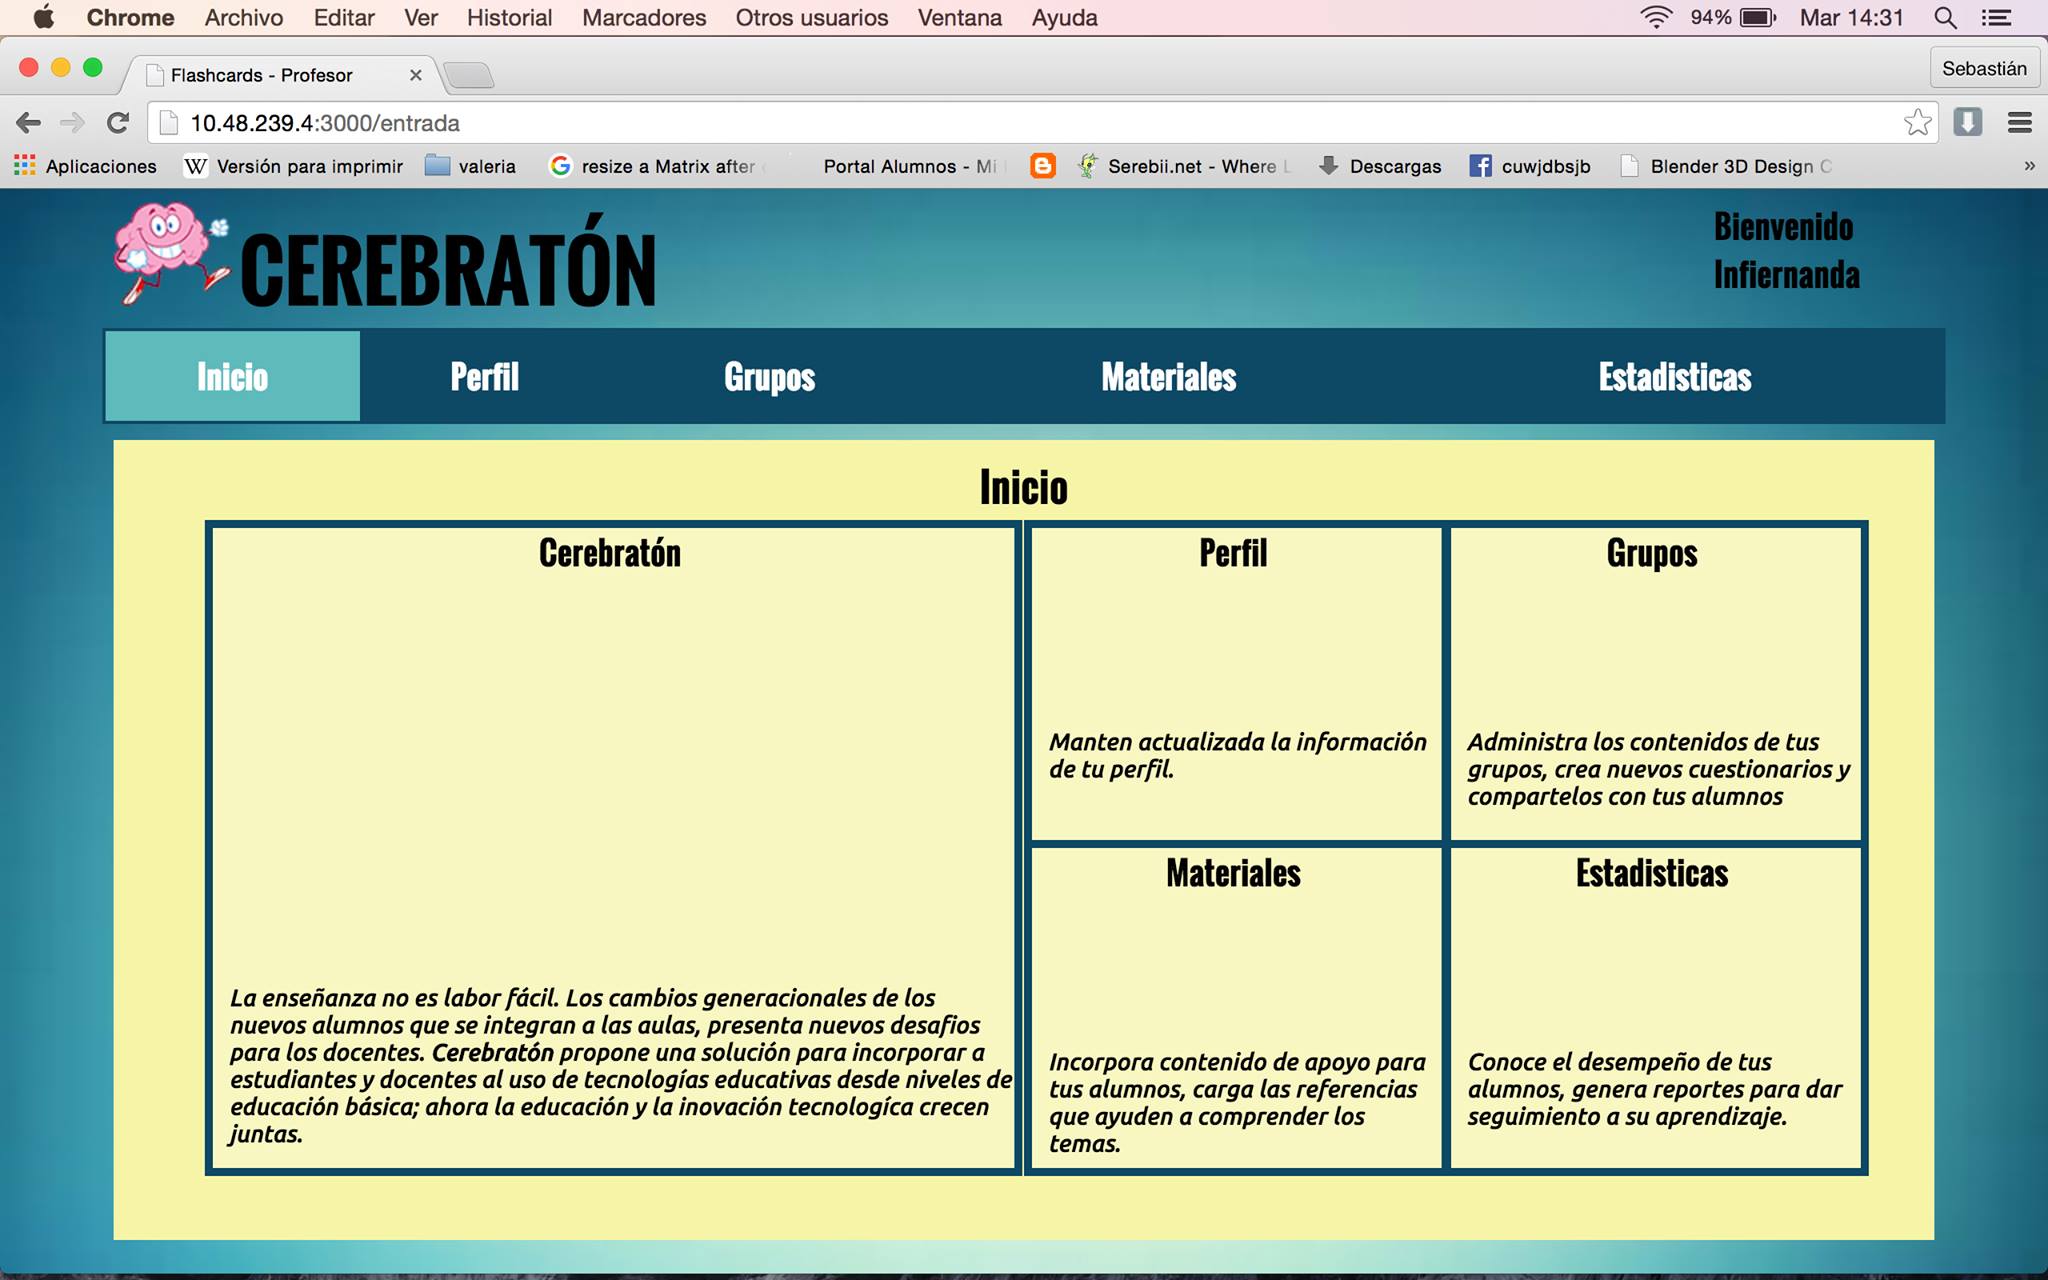 Chrome Archivo Editar Ver Historial Marcadores Otros usuarios Ventana Ayuda 94% Mar 14:31
Flashcards - Profesor Sebastián
10.48.239.4:3000/entrada
Aplicaciones W Versión para imprimir valeria G resize a Matrix after Portal Alumnos - Mi Serebii.net - Where L Descargas cuwjdbsjb Blender 3D Design C »
CEREBRATÓN
Bienvenido
Infiernanda
Inicio Perfil Grupos Materiales Estadisticas
Inicio
Cerebratón
La enseñanza no es labor fácil. Los cambios generacionales de los
nuevos alumnos que se integran a las aulas, presenta nuevos desafios
para los docentes. Cerebratón propone una solución para incorporar a
estudiantes y docentes al uso de tecnologías educativas desde niveles de
educación básica; ahora la educación y la inovación tecnologíca crecen
juntas.
Perfil
Manten actualizada la información
de tu perfil.
Grupos
Administra los contenidos de tus
grupos, crea nuevos cuestionarios y
compartelos con tus alumnos
Materiales
Incorpora contenido de apoyo para
tus alumnos, carga las referencias
que ayuden a comprender los
temas.
Estadisticas
Conoce el desempeño de tus
alumnos, genera reportes para dar
seguimiento a su aprendizaje.